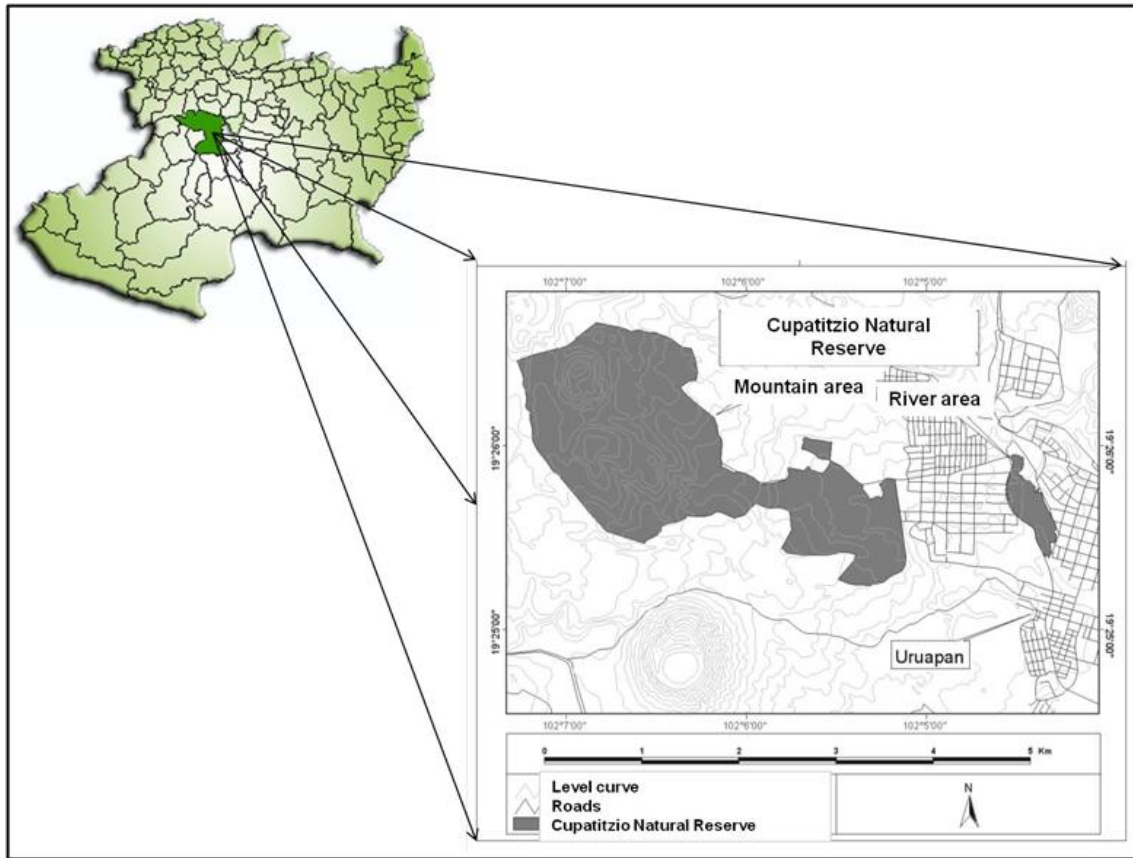 102°7'00"
102°6'00"
102°5'00"
Cupatitzio Natural
Reserve
Mountain area
River area
19°26'00"
19°26'00"
19°25'00"
19°25'00"
Uruapan
102°7'00"
102°6'00"
102°5'00"
0 1 2 3 4 5 Km
Level curve
Roads
Cupatitzio Natural Reserve
N